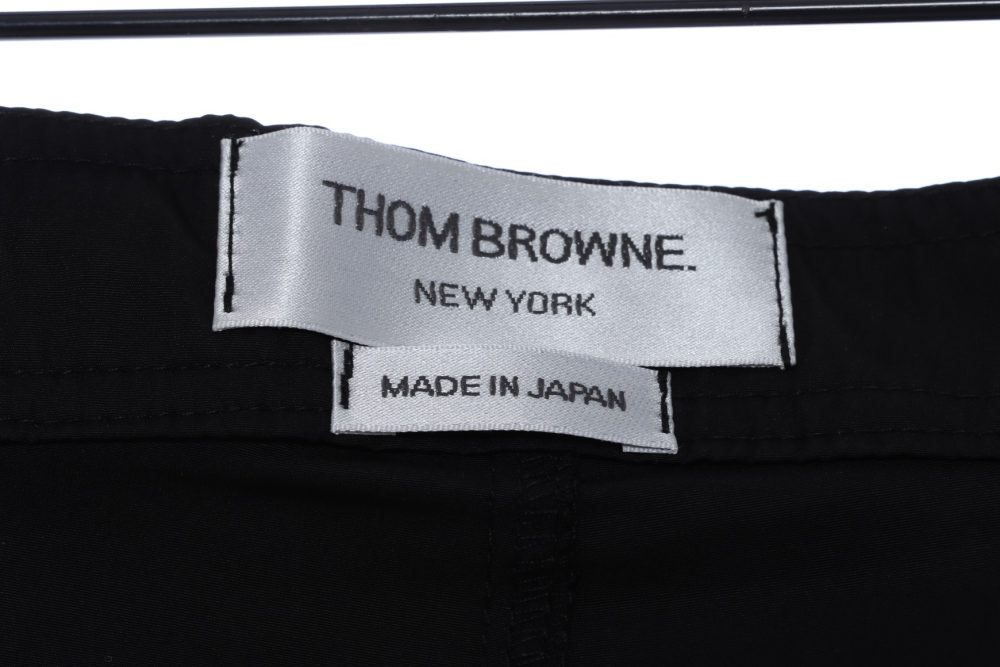 THOM BROWNE.
NEW YORK
MADE IN JAPAN